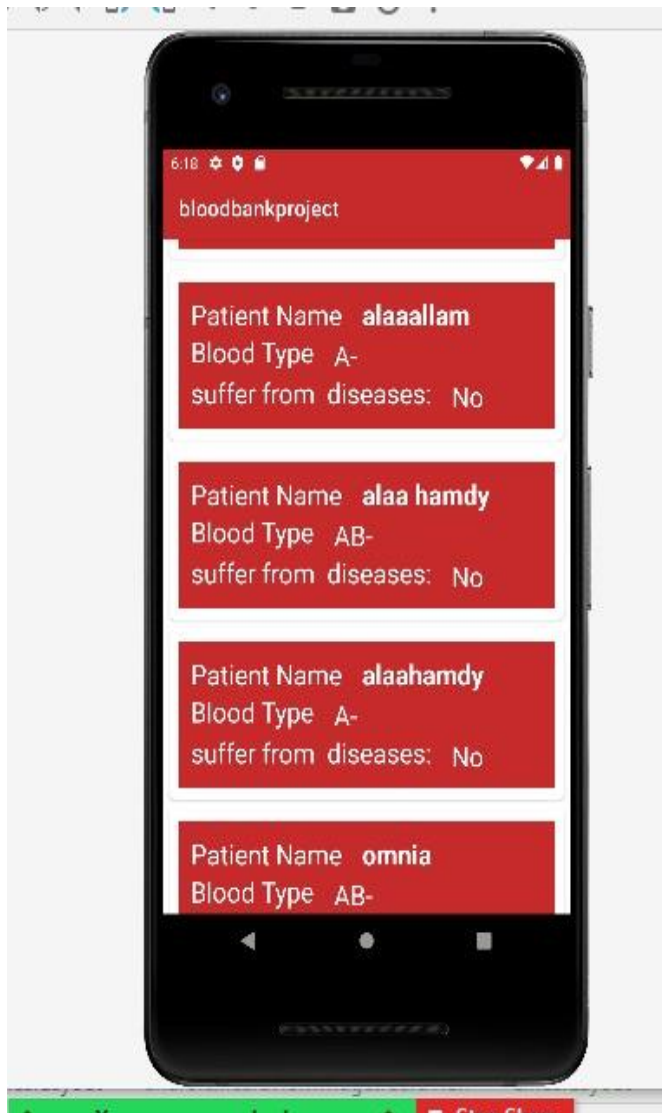 6:18
bloodbankproject
Patient Name alaaallam
Blood Type A-
suffer from diseases: No
Patient Name alaa hamdy
Blood Type AB-
suffer from diseases: No
Patient Name alaahamdy
Blood Type A-
suffer from diseases: No
Patient Name omnia
Blood Type AB-